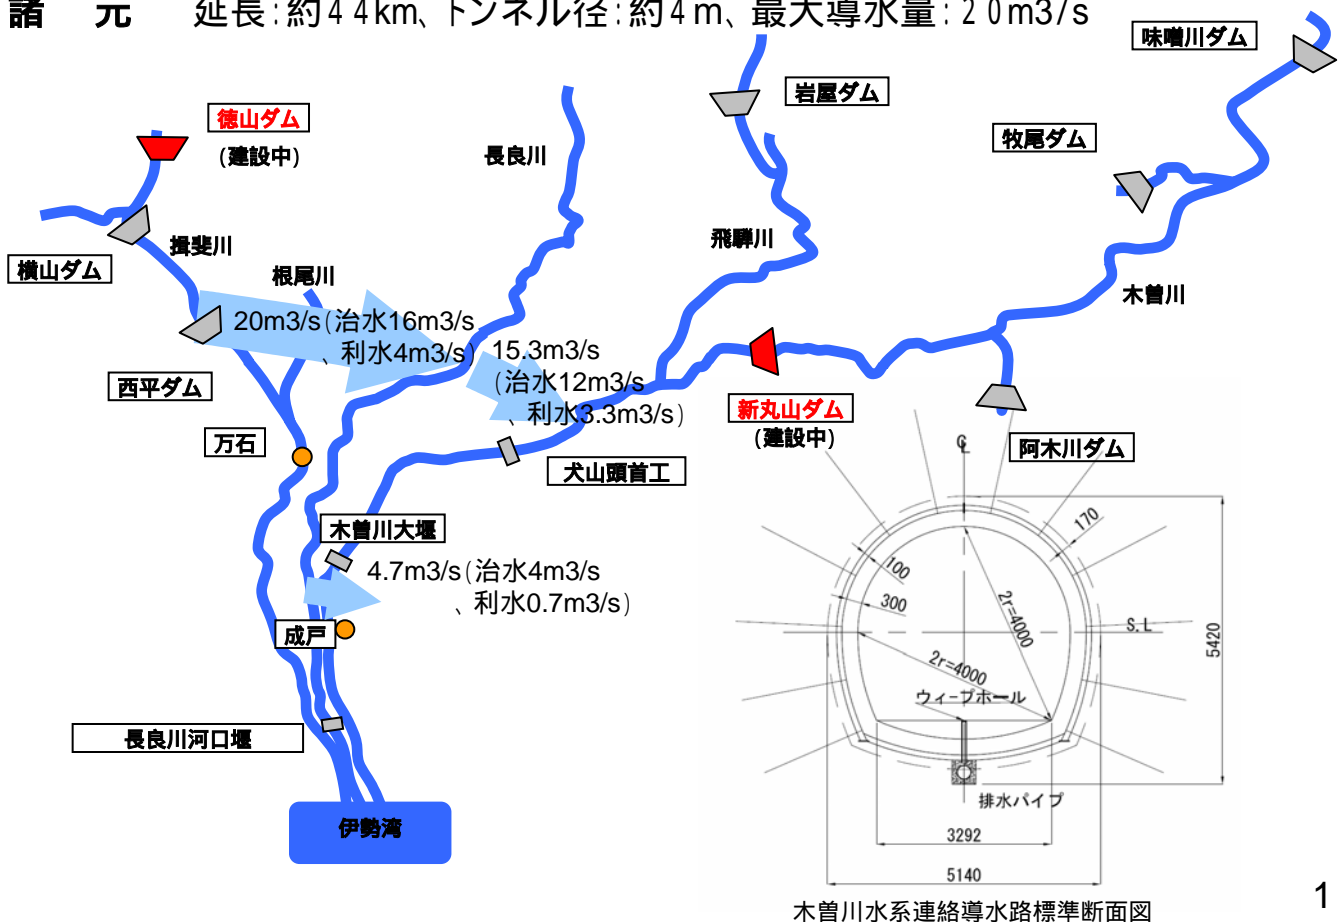 諸 元 延長:約44km、トンネル径:約4m、最大導水量:20m3/s
味噌川ダム
岩屋ダム
徳山ダム
(建設中)
牧尾ダム
長良川
飛騨川
揖斐川
横山ダム
根尾川
木曽川
20m3/s(治水16m3/s
、利水4m3/s)
15.3m3/s
(治水12m3/s
、利水3.3m3/s)
西平ダム
新丸山ダム
(建設中)
万石
犬山頭首工
阿木川ダム
木曽川大堰
4.7m3/s(治水4m3/s
、利水0.7m3/s)
成戸
長良川河口堰
伊勢湾
CL
170
100
300
2r=4000
S.L
5420
2r=4000
ウィープホール
排水パイプ
3292
5140
木曽川水系連絡導水路標準断面図
1